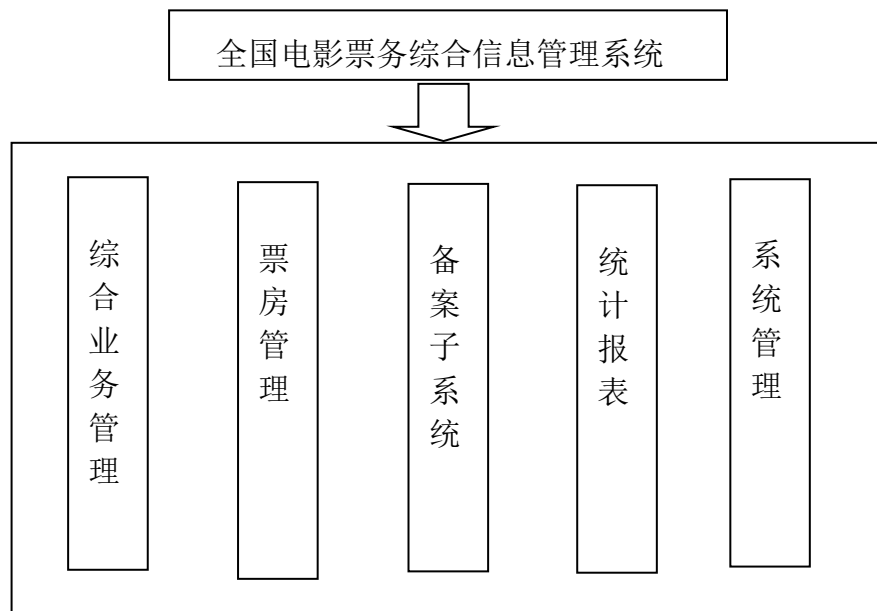 全国电影票务综合信息管理系统
综合业务管理
票房管理
备案子系统
统计报表
系统管理